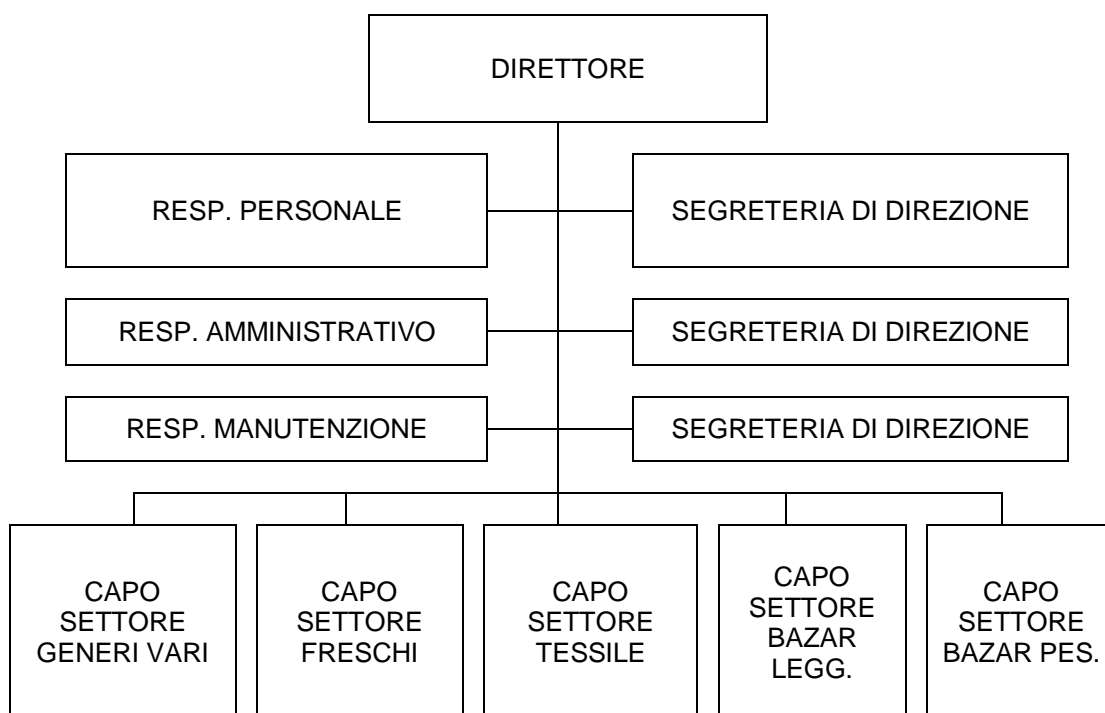 DIRETTORE
RESP. PERSONALE
SEGRETERIA DI DIREZIONE
RESP. AMMINISTRATIVO
SEGRETERIA DI DIREZIONE
RESP. MANUTENZIONE
SEGRETERIA DI DIREZIONE
CAPO
SETTORE
GENERI VARI
CAPO
SETTORE
FRESCHI
CAPO
SETTORE
TESSILE
CAPO
SETTORE
BAZAR
LEGG.
CAPO
SETTORE
BAZAR PES.